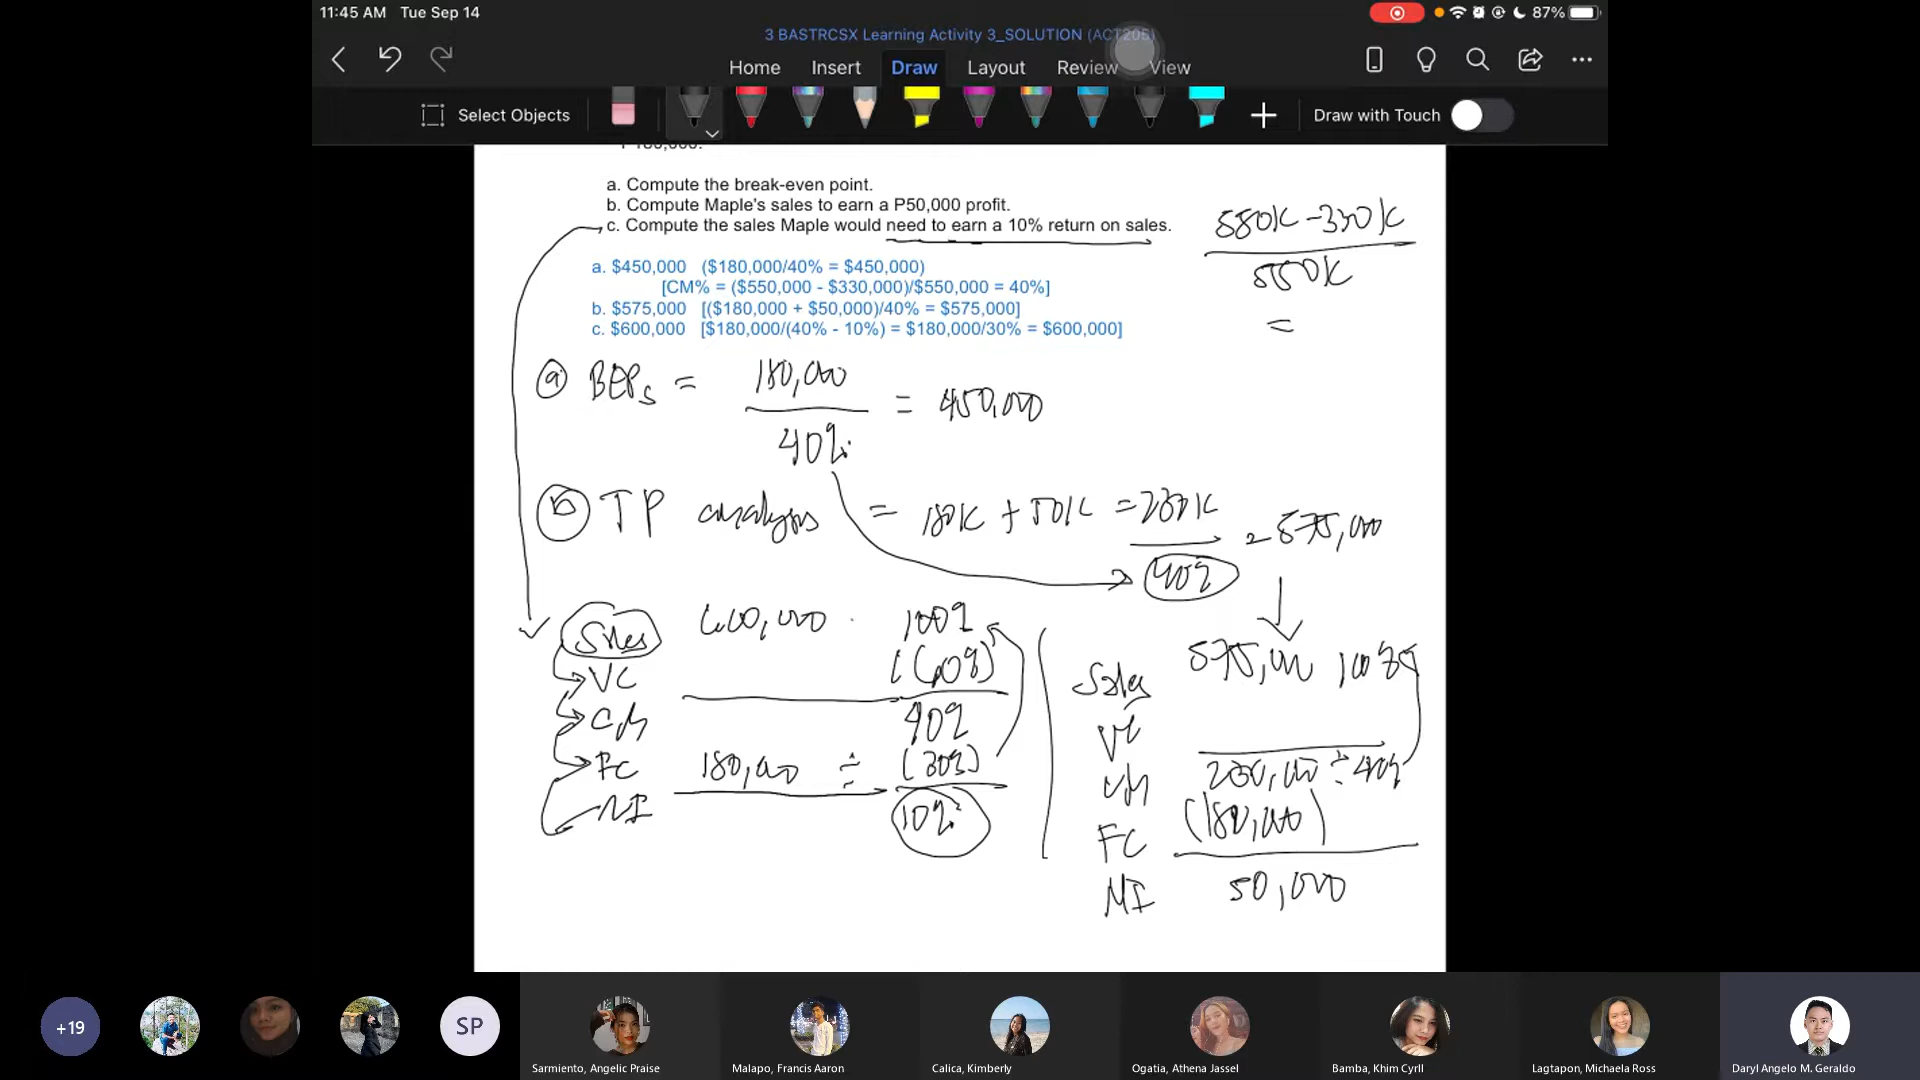 11:45 AM Tue Sep 14
87%
3 BASTRCSX Learning Activity 3_SOLUTION (ACT205)
Home Insert Draw Layout Review View
Select Objects
Draw with Touch
P180,000.
a. Compute the break-even point.
b. Compute Maple's sales to earn a P50,000 profit.
c. Compute the sales Maple would need to earn a 10% return on sales.
550K - 330K
550K
=
a. $450,000 ($180,000/40% = $450,000)
[CM% = ($550,000 - $330,000)/$550,000 = 40%]
b. $575,000 [($180,000 + $50,000)/40% = $575,000]
c. $600,000 [$180,000/(40% - 10%) = $180,000/30% = $600,000]
a BEPs = 180,000
40%
= 450,000
b TP analysis = 180K + 50K = 230K
40%
= 575,000
Sales 600,000 100%
VC (60%)
CM 40%
FC 180,000 ÷ (30%)
NI 10%
Sales 575,000 100%
VC
CM 230,000 ÷ 40%
FC (180,000)
NI 50,000
+19
SP
Sarmiento, Angelic Praise
Malapo, Francis Aaron
Calica, Kimberly
Ogatia, Athena Jassel
Bamba, Khim Cyrll
Lagtapon, Michaela Ross
Daryl Angelo M. Geraldo